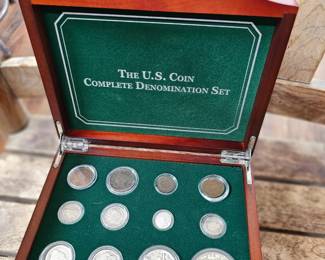 THE U.S. COIN
COMPLETE DENOMINATION SET